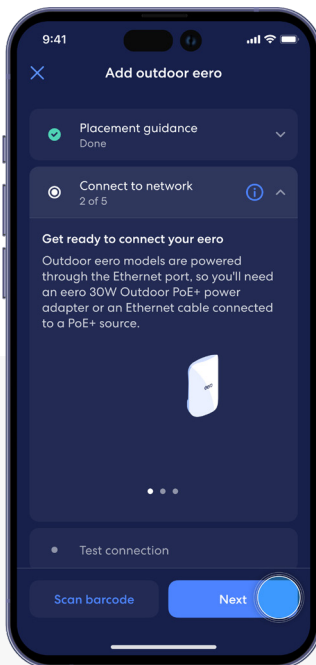 9:41
Add outdoor eero
Placement guidance
Done
Connect to network
2 of 5
Get ready to connect your eero
Outdoor eero models are powered
through the Ethernet port, so you'll need
an eero 30W Outdoor PoE+ power
adapter or an Ethernet cable connected
to a PoE+ source.
eero
Test connection
Scan barcode
Next